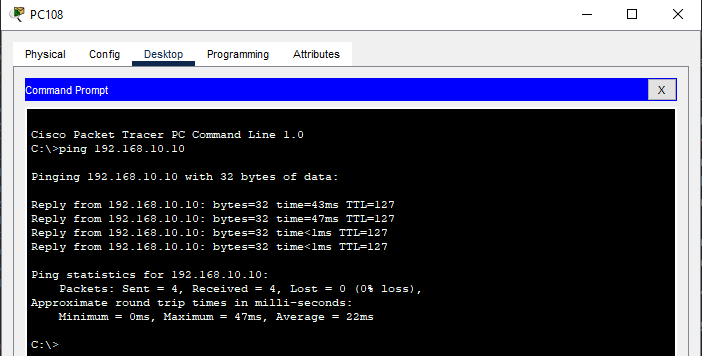 PC108
Physical Config Desktop Programming Attributes
Command Prompt X
Cisco Packet Tracer PC Command Line 1.0
C:\>ping 192.168.10.10
Pinging 192.168.10.10 with 32 bytes of data:
Reply from 192.168.10.10: bytes=32 time=43ms TTL=127
Reply from 192.168.10.10: bytes=32 time=47ms TTL=127
Reply from 192.168.10.10: bytes=32 time<1ms TTL=127
Reply from 192.168.10.10: bytes=32 time<1ms TTL=127
Ping statistics for 192.168.10.10:
Packets: Sent = 4, Received = 4, Lost = 0 (0% loss),
Approximate round trip times in milli-seconds:
Minimum = 0ms, Maximum = 47ms, Average = 22ms
C:\>